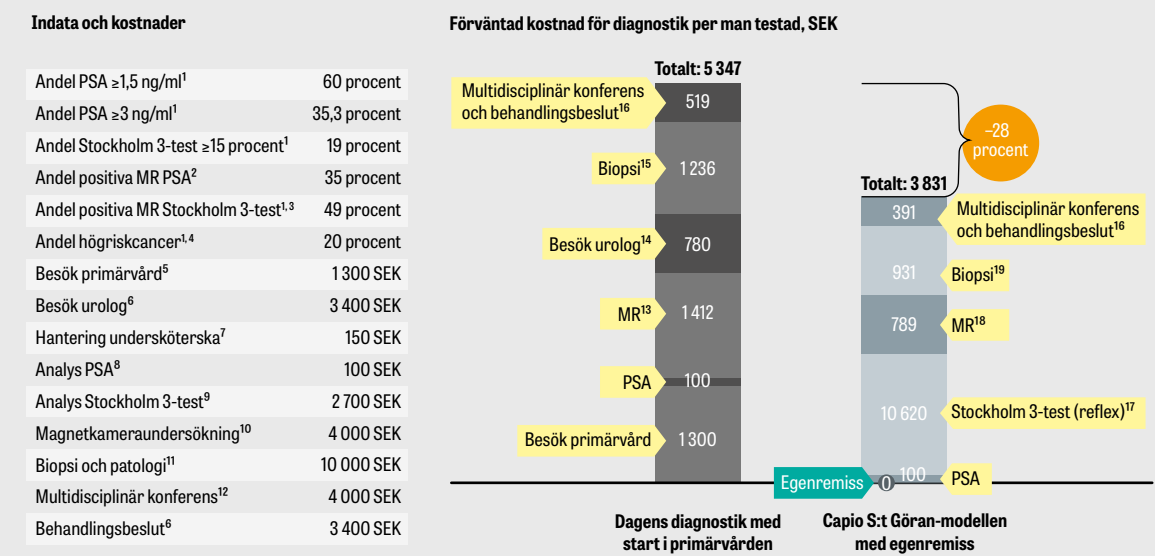 Indata och kostnader
Andel PSA ≥1,5 ng/ml¹ 60 procent
Andel PSA ≥3 ng/ml¹ 35,3 procent
Andel Stockholm 3-test ≥15 procent¹ 19 procent
Andel positiva MR PSA² 35 procent
Andel positiva MR Stockholm 3-test¹˒³ 49 procent
Andel högriskcancer¹˒⁴ 20 procent
Besök primärvård⁵ 1 300 SEK
Besök urolog⁶ 3 400 SEK
Hantering undersköterska⁷ 150 SEK
Analys PSA⁸ 100 SEK
Analys Stockholm 3-test⁹ 2 700 SEK
Magnetkameraundersökning¹⁰ 4 000 SEK
Biopsi och patologi¹¹ 10 000 SEK
Multidisciplinär konferens¹² 4 000 SEK
Behandlingsbeslut⁶ 3 400 SEK
Förväntad kostnad för diagnostik per man testad, SEK
Totalt: 5 347
Multidisciplinär konferens
och behandlingsbeslut¹⁶
519
Biopsi¹⁵
1 236
Besök urolog¹⁴
780
MR¹³
1 412
PSA
100
Besök primärvård
1 300
Dagens diagnostik med
start i primärvården
–28
procent
Totalt: 3 831
391
Multidisciplinär konferens
och behandlingsbeslut¹⁶
931
Biopsi¹⁹
789
MR¹⁸
10 620
Stockholm 3-test (reflex)¹⁷
100
PSA
Egenremiss
0
Capio S:t Göran-modellen
med egenremiss